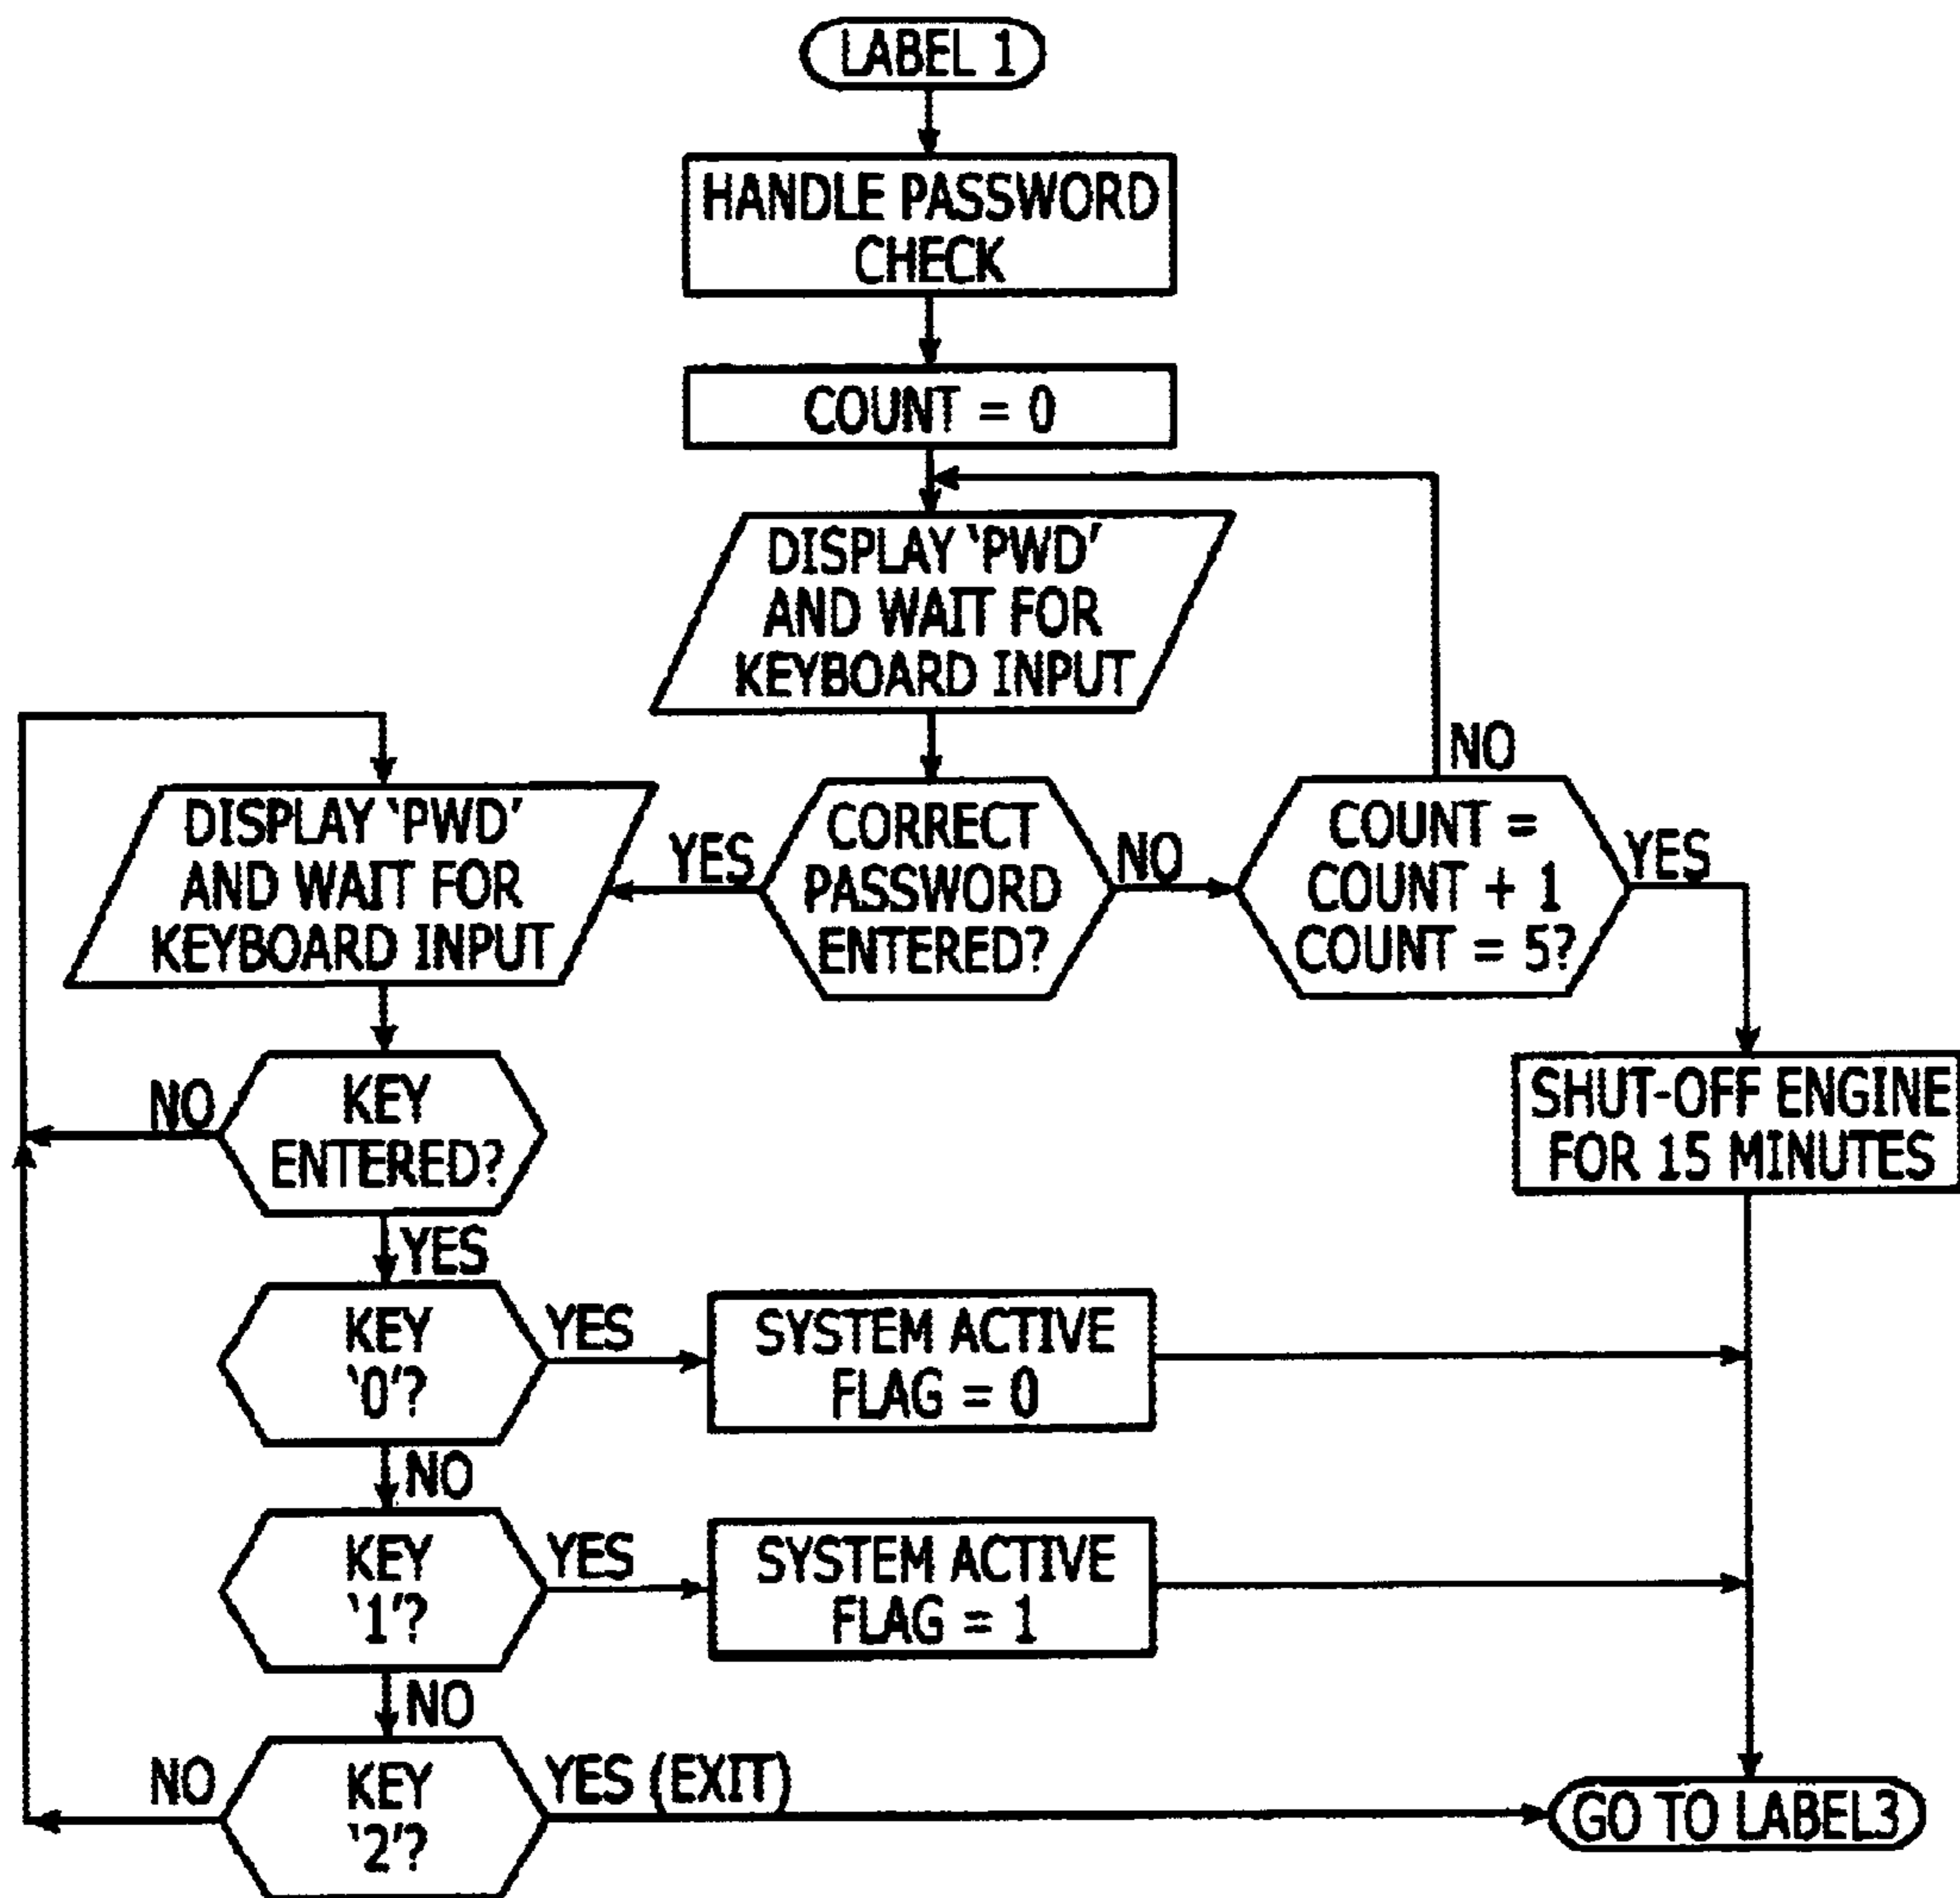 LABEL 1
HANDLE PASSWORD
CHECK
COUNT = 0
DISPLAY ‘PWD’
AND WAIT FOR
KEYBOARD INPUT
NO
DISPLAY ‘PWD’
AND WAIT FOR
KEYBOARD INPUT
YES
CORRECT
PASSWORD
ENTERED?
NO
COUNT =
COUNT + 1
COUNT = 5?
YES
NO
KEY
ENTERED?
SHUT-OFF ENGINE
FOR 15 MINUTES
YES
KEY
‘0’?
YES
SYSTEM ACTIVE
FLAG = 0
NO
KEY
‘1’?
YES
SYSTEM ACTIVE
FLAG = 1
NO
NO
KEY
‘2’?
YES (EXIT)
GO TO LABEL3